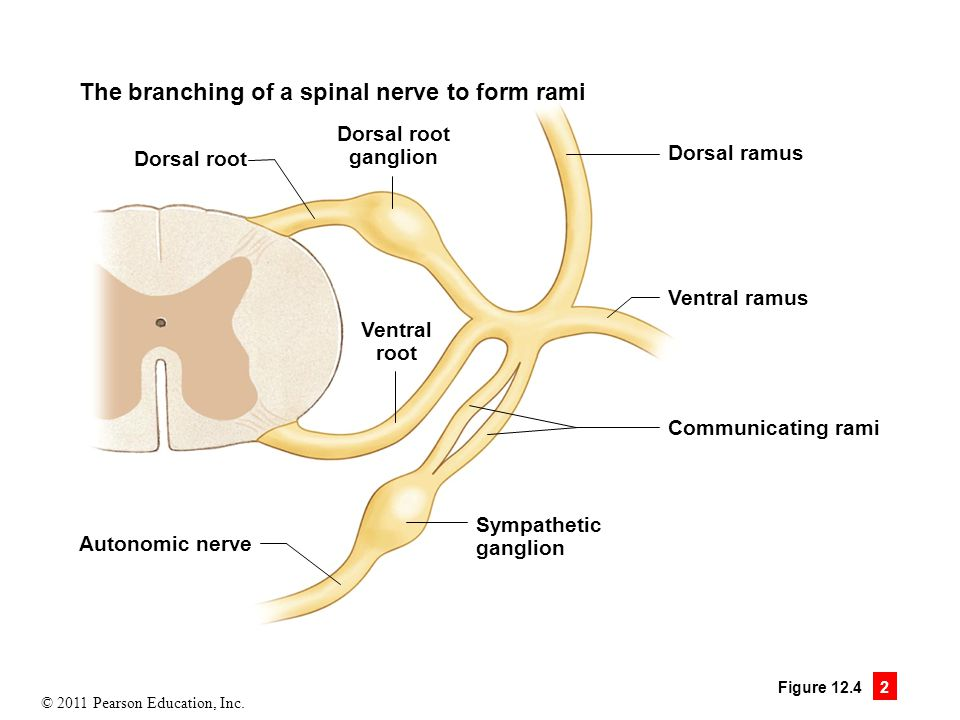 The branching of a spinal nerve to form rami
Dorsal root
ganglion
Dorsal root
Dorsal ramus
Ventral ramus
Ventral
root
Communicating rami
Sympathetic
ganglion
Autonomic nerve
Figure 12.4 2
© 2011 Pearson Education, Inc.